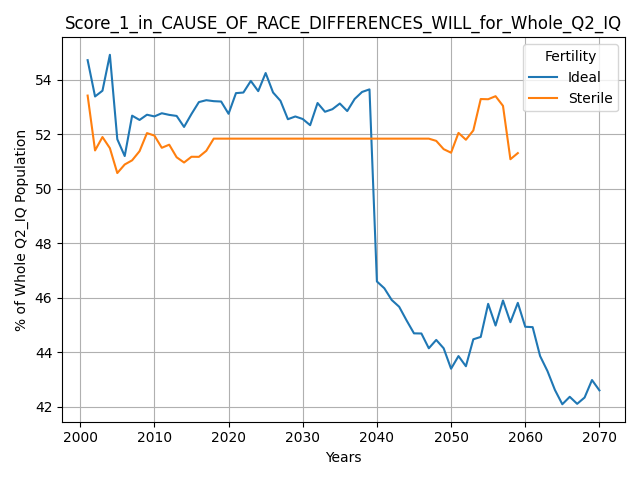 Score_1_in_CAUSE_OF_RACE_DIFFERENCES_WILL_for_Whole_Q2_IQ
Fertility
Ideal
Sterile
% of Whole Q2_IQ Population
54
52
50
48
46
44
42
2000 2010 2020 2030 2040 2050 2060 2070
Years